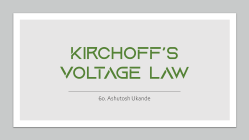 KIRCHOFF'S
VOLTAGE LAW
By. Ashutosh Ukande